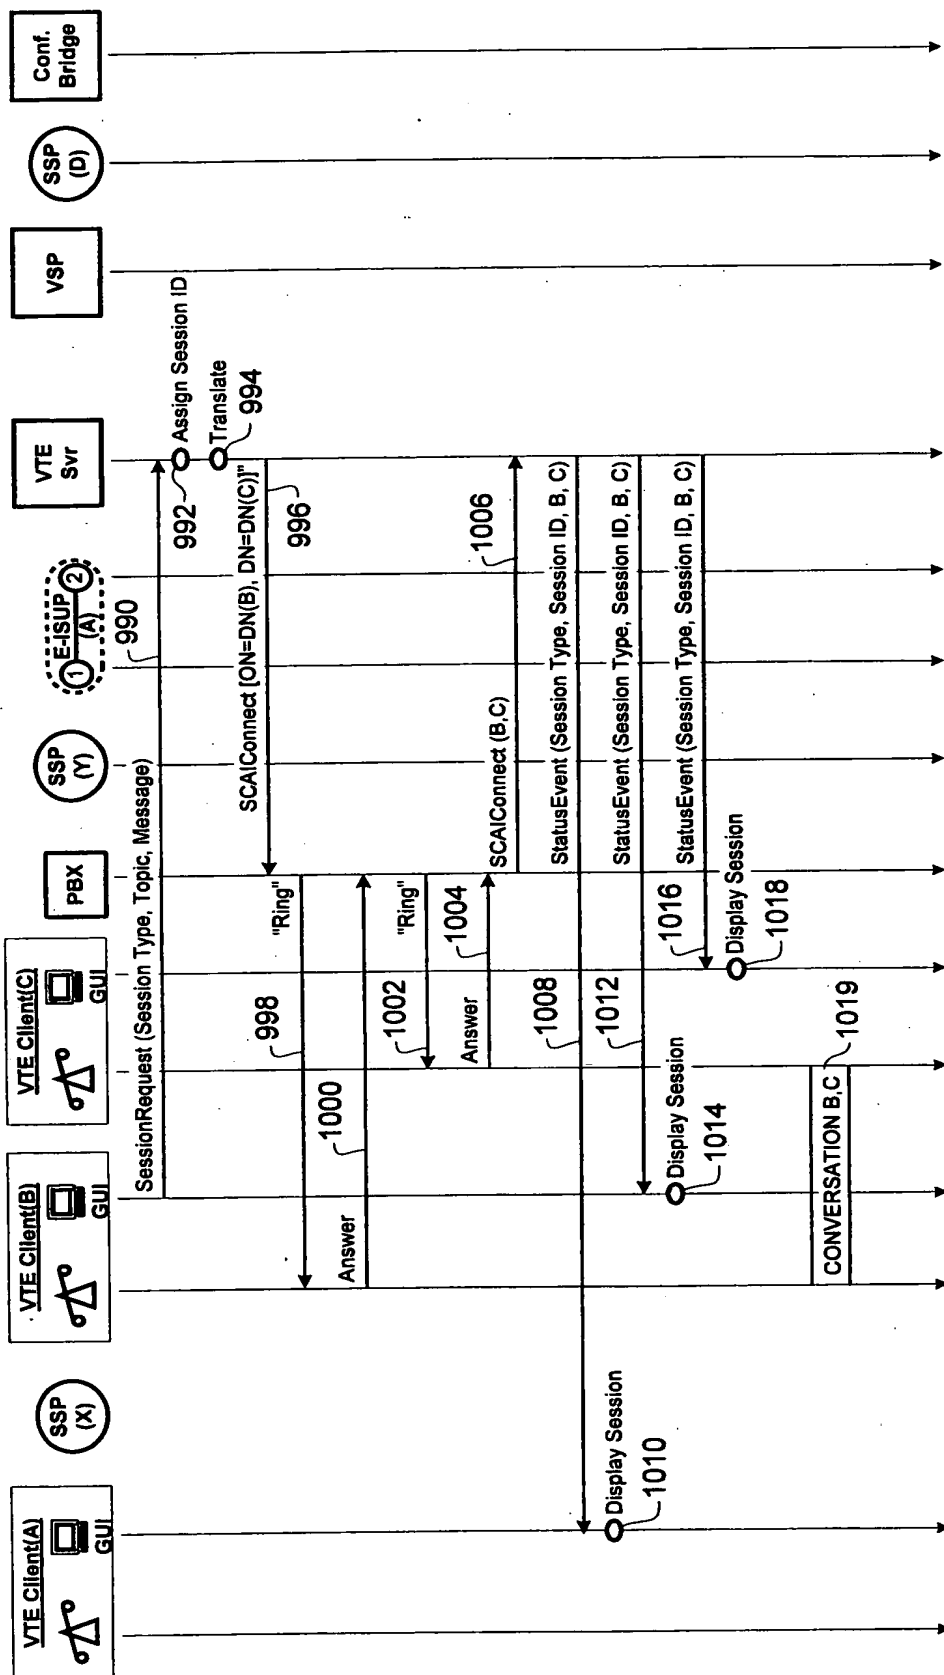 VTE Client(A)
GUI
SSP
(X)
VTE Client(B)
GUI
VTE Client(C)
GUI
PBX
SSP
(Y)
1
E-ISUP
2
(A)
VTE
Svr
VSP
SSP
(D)
Conf.
Bridge
SessionRequest (Session Type, Topic, Message)
990
992
Assign Session ID
Translate
994
SCAIConnect [ON=DN(B), DN=DN(C)]"
996
"Ring"
998
Answer
1000
"Ring"
1002
Answer
1004
SCAIConnect (B,C)
1006
StatusEvent (Session Type, Session ID, B, C)
1008
Display Session
1010
StatusEvent (Session Type, Session ID, B, C)
1012
Display Session
1014
StatusEvent (Session Type, Session ID, B, C)
1016
Display Session
1018
CONVERSATION B,C
1019